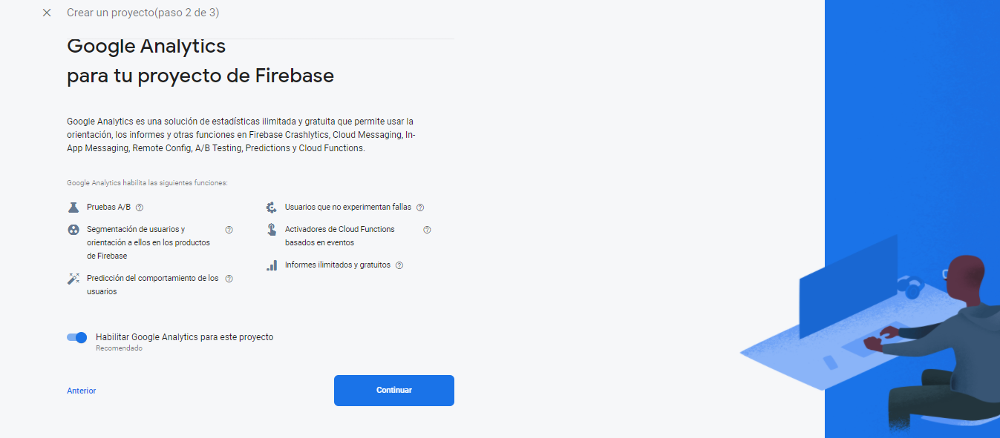 Crear un proyecto(paso 2 de 3)
Google Analytics
para tu proyecto de Firebase
Google Analytics es una solución de estadísticas ilimitada y gratuita que permite usar la
orientación, los informes y otras funciones en Firebase Crashlytics, Cloud Messaging, In-
App Messaging, Remote Config, A/B Testing, Predictions y Cloud Functions.
Google Analytics habilita las siguientes funciones:
Pruebas A/B
Segmentación de usuarios y
orientación a ellos en los productos
de Firebase
Predicción del comportamiento de los
usuarios
Usuarios que no experimentan fallas
Activadores de Cloud Functions
basados en eventos
Informes ilimitados y gratuitos
Habilitar Google Analytics para este proyecto
Recomendado
Anterior
Continuar